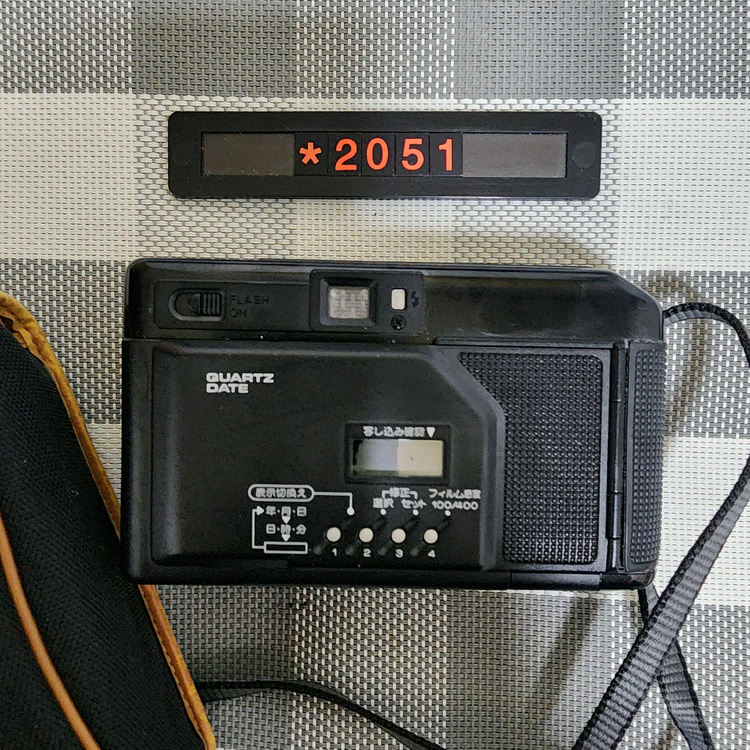 *2051
FLASH
ON
QUARTZ
DATE
写し込み確認▼
表示切換え
年・月・日
日・時・分
修正
選択 セット
フィルム感度
100/400
1 2 3 4